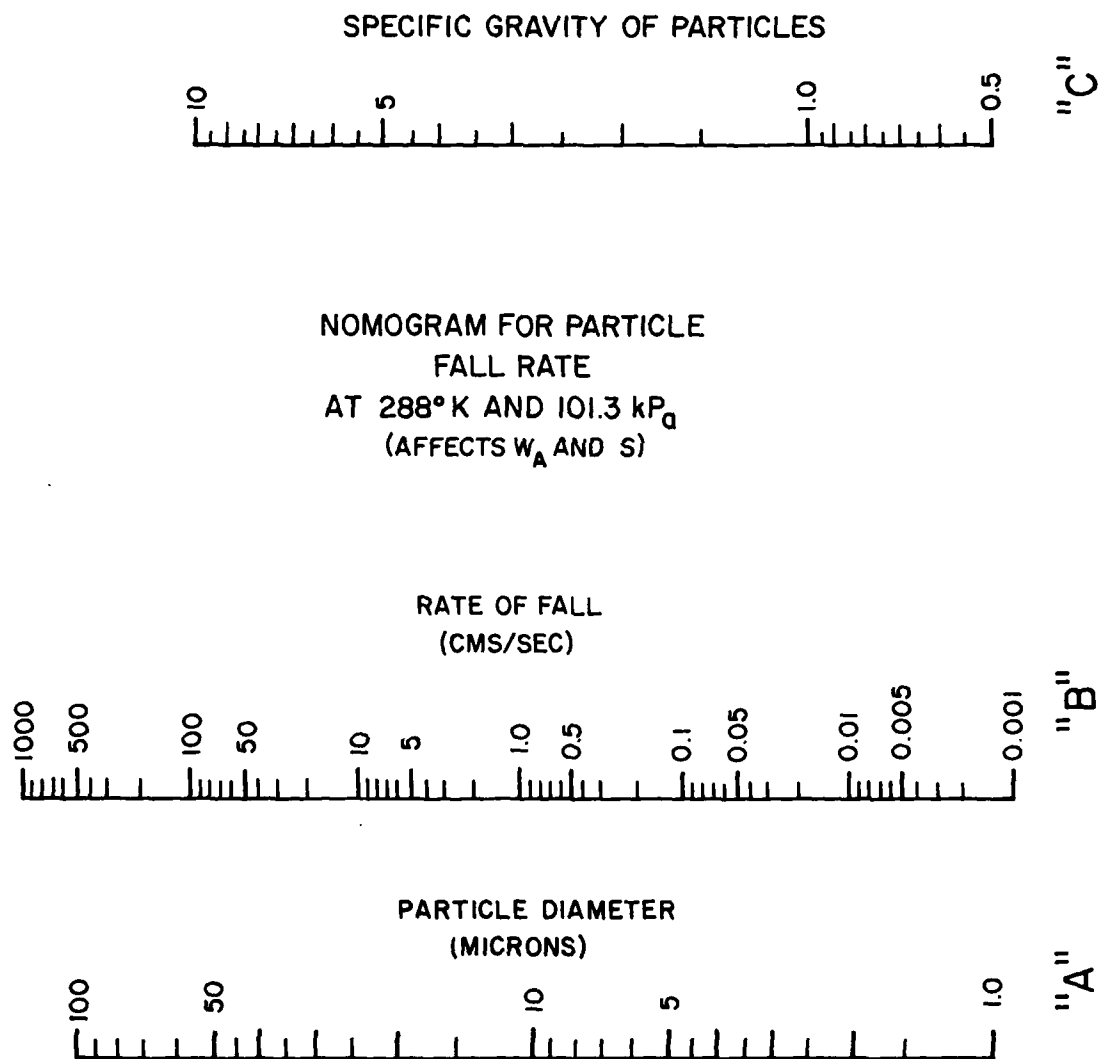 SPECIFIC GRAVITY OF PARTICLES
10
5
1.0
0.5
"C"
NOMOGRAM FOR PARTICLE
FALL RATE
AT 288° K AND 101.3 kPa
(AFFECTS WA AND S)
RATE OF FALL
(CMS/SEC)
1000
500
100
50
10
5
1.0
0.5
0.1
0.05
0.01
0.005
0.001
"B"
PARTICLE DIAMETER
(MICRONS)
100
50
10
5
1.0
"A"